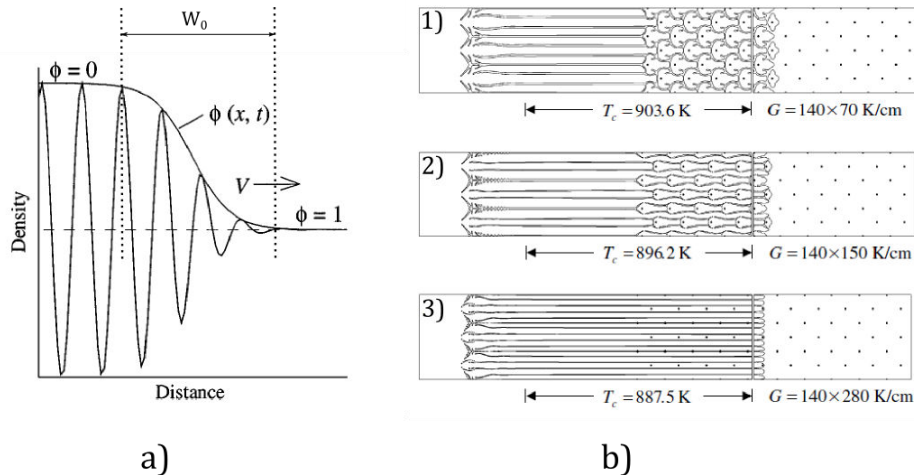 W₀
ϕ=0
ϕ (x, t)
V
ϕ=1
Density
Distance
a)
1)
T_c = 903.6 K
G = 140×70 K/cm
2)
T_c = 896.2 K
G = 140×150 K/cm
3)
T_c = 887.5 K
G = 140×280 K/cm
b)